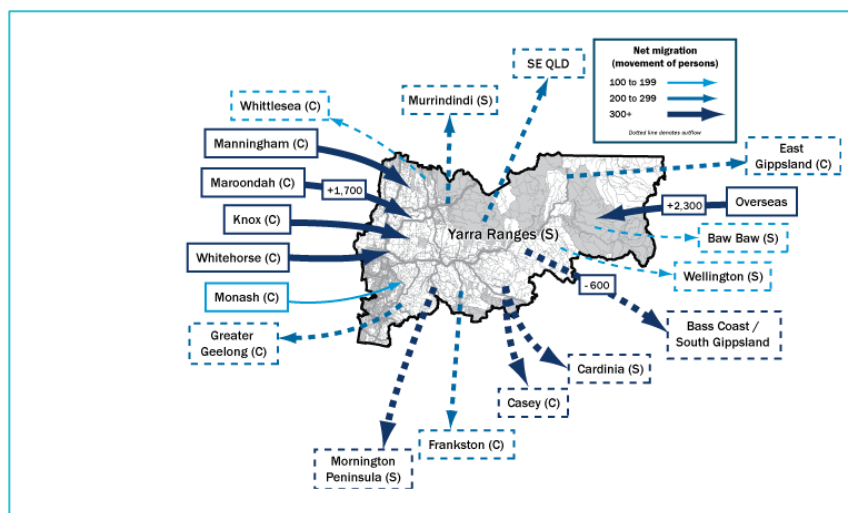 Net migration
(movement of persons)
100 to 199
200 to 299
300+
Dotted line denotes outflow
SE QLD
Whittlesea (C)
Murrindindi (S)
Manningham (C)
East
Gippsland (C)
Maroondah (C)
+1,700
+2,300
Overseas
Knox (C)
Yarra Ranges (S)
Baw Baw (S)
Whitehorse (C)
Wellington (S)
-600
Monash (C)
Bass Coast /
South Gippsland
Greater
Geelong (C)
Cardinia (S)
Casey (C)
Frankston (C)
Mornington
Peninsula (S)